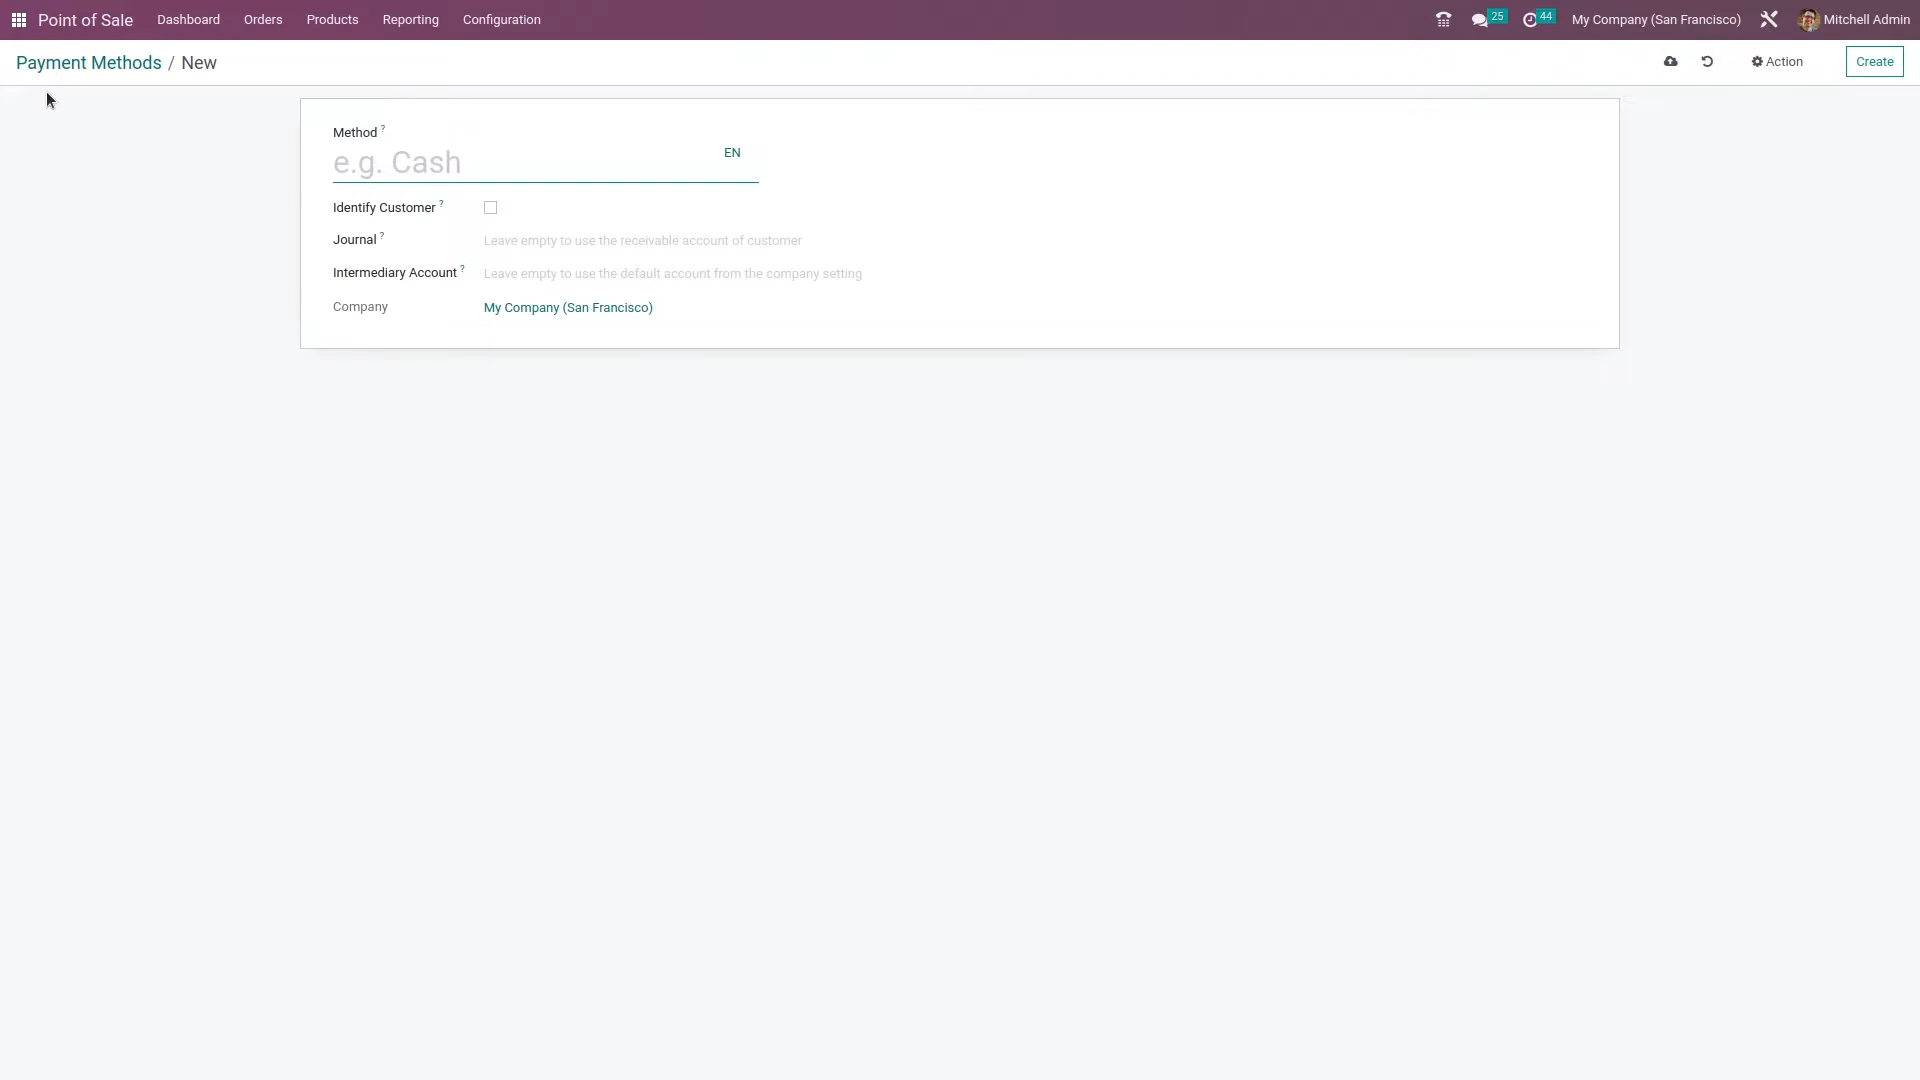 Point of Sale Dashboard Orders Products Reporting Configuration 25 44 My Company (San Francisco) Mitchell Admin
Payment Methods / New Action Create
Method ?
e.g. Cash EN
Identify Customer ?
Journal ? Leave empty to use the receivable account of customer
Intermediary Account ? Leave empty to use the default account from the company setting
Company My Company (San Francisco)